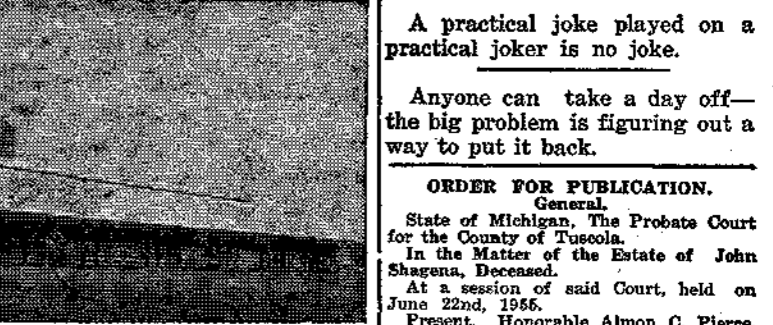 A practical joke played on a
practical joker is no joke.
Anyone can take a day off—
the big problem is figuring out a
way to put it back.
ORDER FOR PUBLICATION.
General.
State of Michigan, The Probate Court
for the County of Tuscola.
In the Matter of the Estate of John
Shagena, Deceased.
At a session of said Court, held on
June 22nd, 1955.
Present, Honorable Almon C. Pierce,